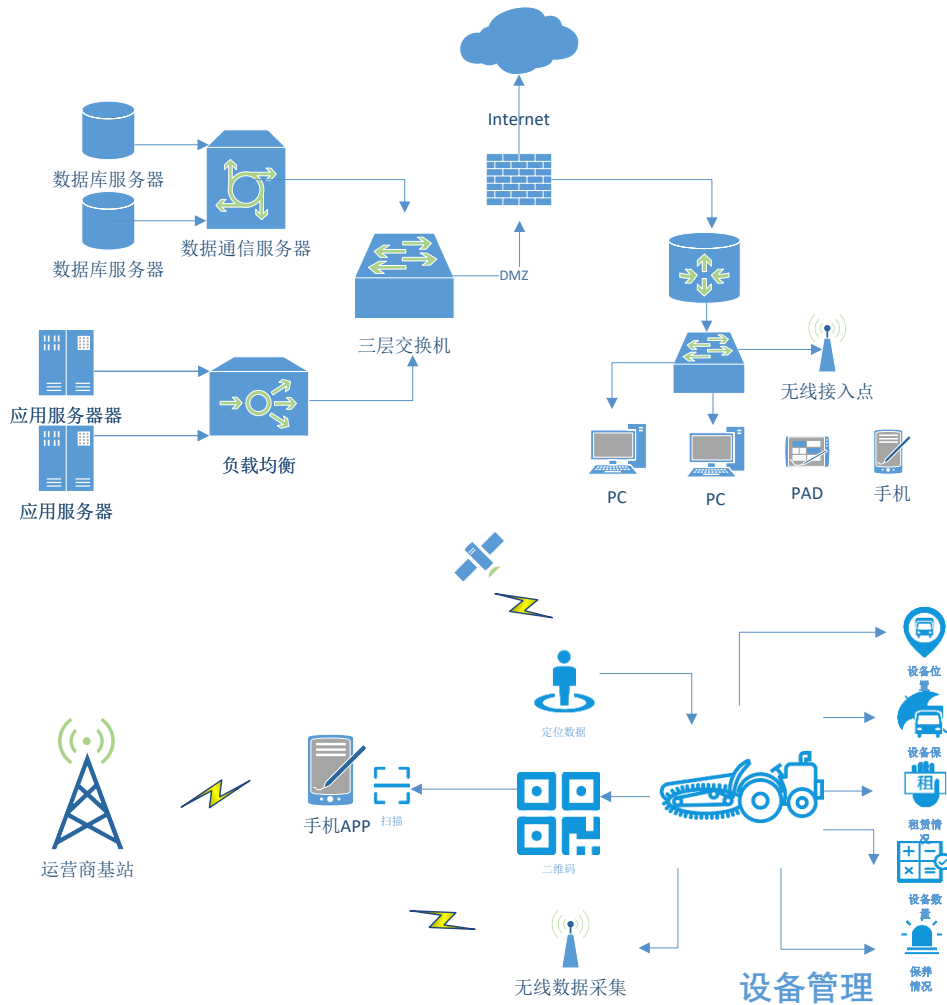 Internet
数据库服务器
数据通信服务器
数据库服务器
DMZ
三层交换机
无线接入点
应用服务器器
负载均衡
应用服务器
PC
PC
PAD
手机
设备位
置
定位数据
设备保
租
手机APP
扫描
租赁情
况
运营商基站
二维码
设备数
量
保养
情况
无线数据采集
设备管理